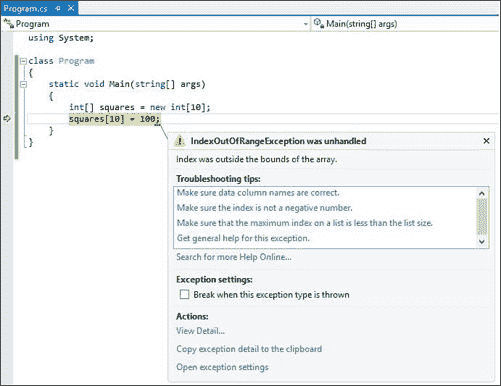 Program.cs
Program
Main(string[] args)
using System;
class Program
{
static void Main(string[] args)
{
int[] squares = new int[10];
squares[10] = 100;
}
}
IndexOutOfRangeException was unhandled
Index was outside the bounds of the array.
Troubleshooting tips:
Make sure data column names are correct.
Make sure the index is not a negative number.
Make sure that the maximum index on a list is less than the list size.
Get general help for this exception.
Search for more Help Online...
Exception settings:
Break when this exception type is thrown
Actions:
View Detail...
Copy exception detail to the clipboard
Open exception settings